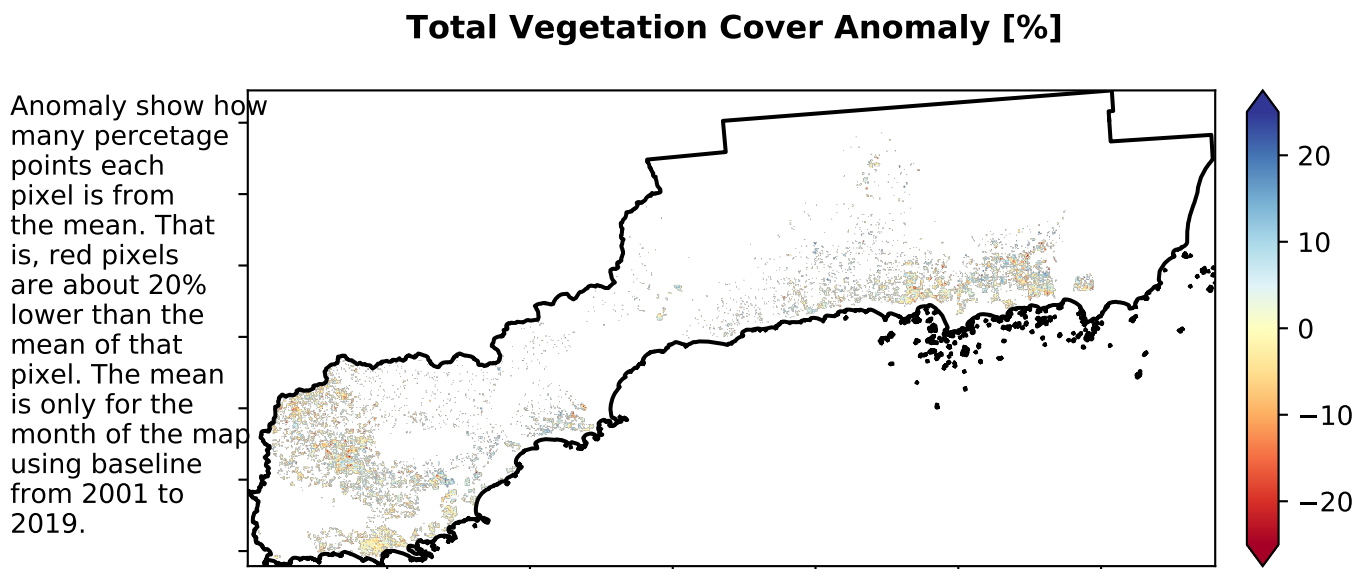 Total Vegetation Cover Anomaly [%]
Anomaly show how
many percetage
points each
pixel is from
the mean. That
is, red pixels
are about 20%
lower than the
mean of that
pixel. The mean
is only for the
month of the map
using baseline
from 2001 to
2019.
20
10
0
−10
−20